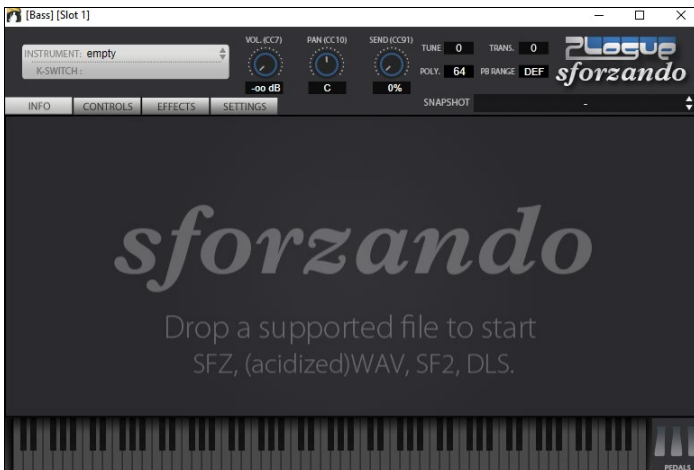 [Bass] [Slot 1]
INSTRUMENT: empty
K-SWITCH :
VOL. (CC7)
-oo dB
PAN (CC10)
C
SEND (CC91)
0%
TUNE 0 TRANS. 0
POLY. 64 PB RANGE DEF
Plogue
sforzando
INFO CONTROLS EFFECTS SETTINGS
SNAPSHOT -
sforzando
Drop a supported file to start
SFZ, (acidized)WAV, SF2, DLS.
PEDALS